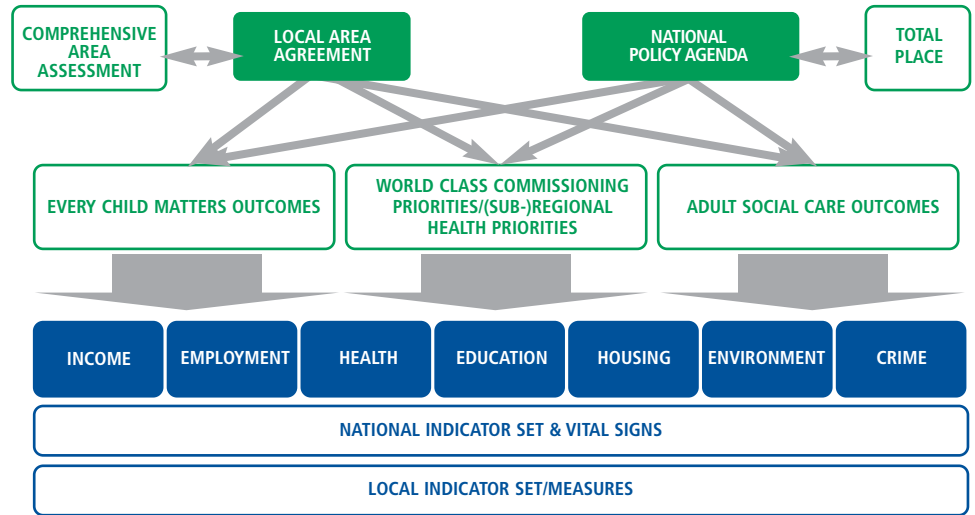 COMPREHENSIVE
AREA
ASSESSMENT
LOCAL AREA
AGREEMENT
NATIONAL
POLICY AGENDA
TOTAL
PLACE
EVERY CHILD MATTERS OUTCOMES
WORLD CLASS COMMISSIONING
PRIORITIES/(SUB-)REGIONAL
HEALTH PRIORITIES
ADULT SOCIAL CARE OUTCOMES
INCOME
EMPLOYMENT
HEALTH
EDUCATION
HOUSING
ENVIRONMENT
CRIME
NATIONAL INDICATOR SET & VITAL SIGNS
LOCAL INDICATOR SET/MEASURES